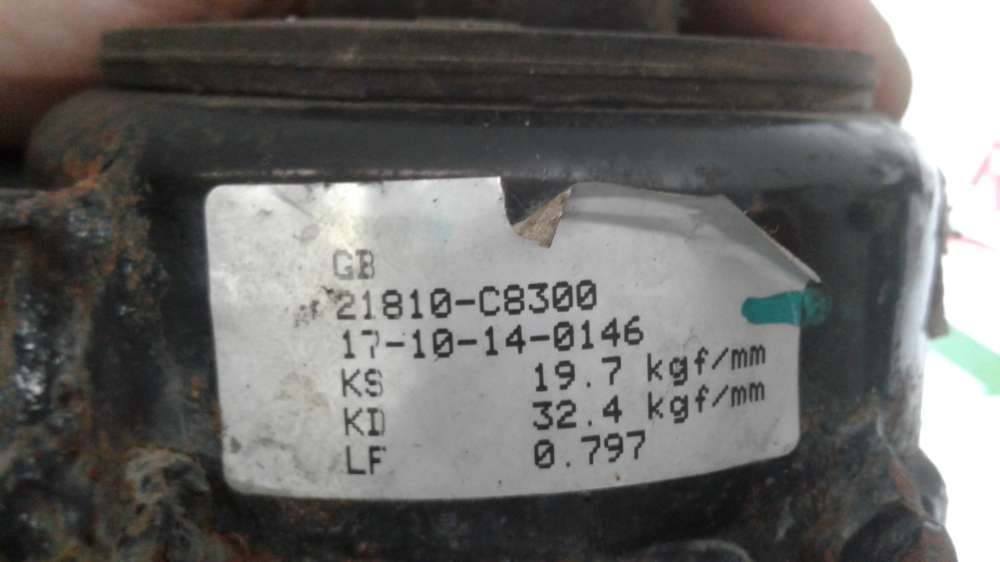 GB
21810-C8300
17-10-14-0146
KS 19.7 kgf/mm
KD 32.4 kgf/mm
LF 0.797